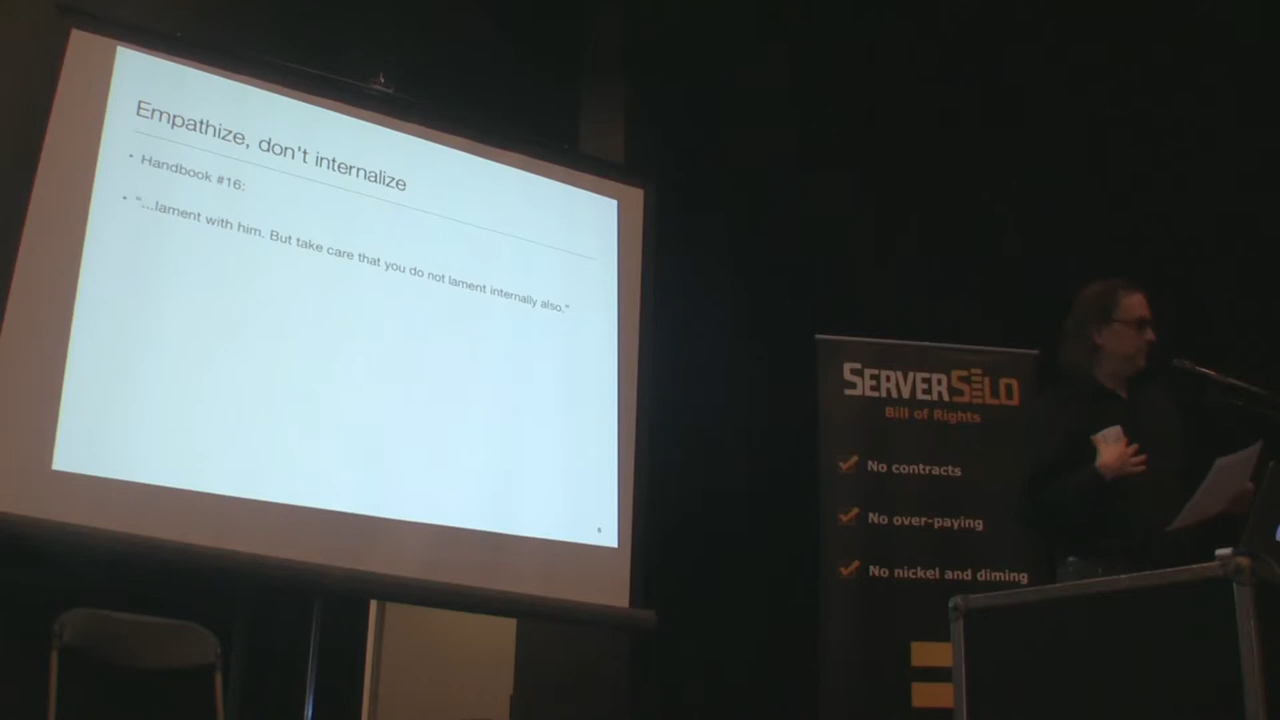 Empathize, don't internalize
• Handbook #16:
• "...lament with him. But take care that you do not lament internally also."
6
SERVERSILO
Bill of Rights
No contracts
No over-paying
No nickel and diming